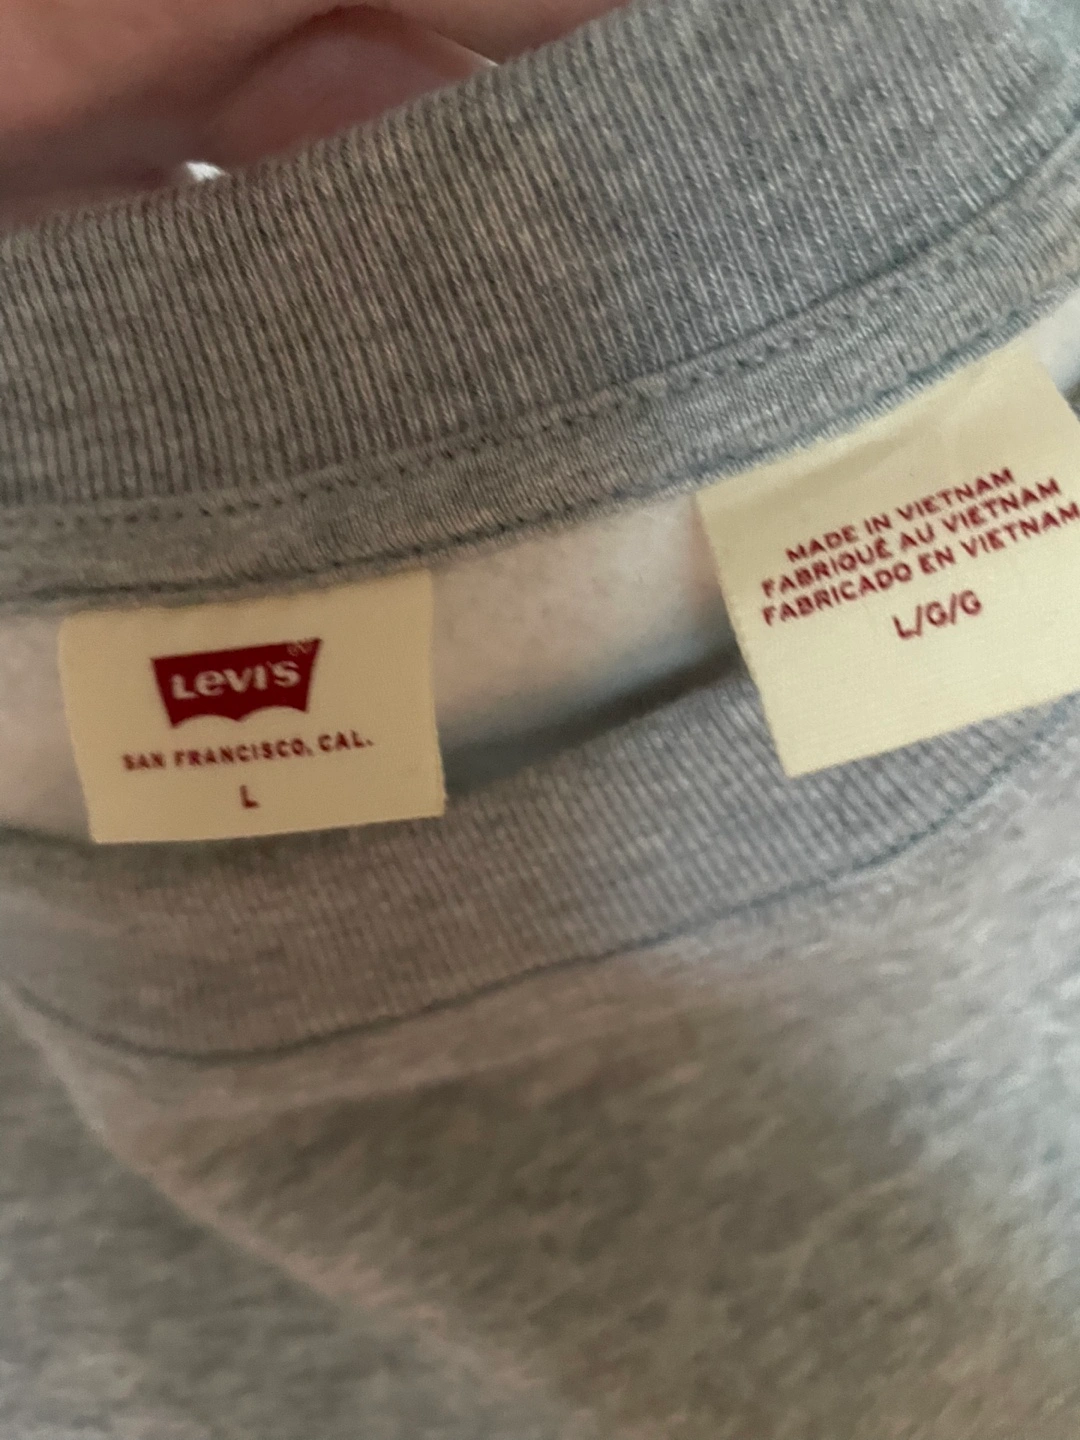 LEVI'S
SAN FRANCISCO, CAL.
L
MADE IN VIETNAM
FABRIQUÉ AU VIETNAM
FABRICADO EN VIETNAM
L/G/G